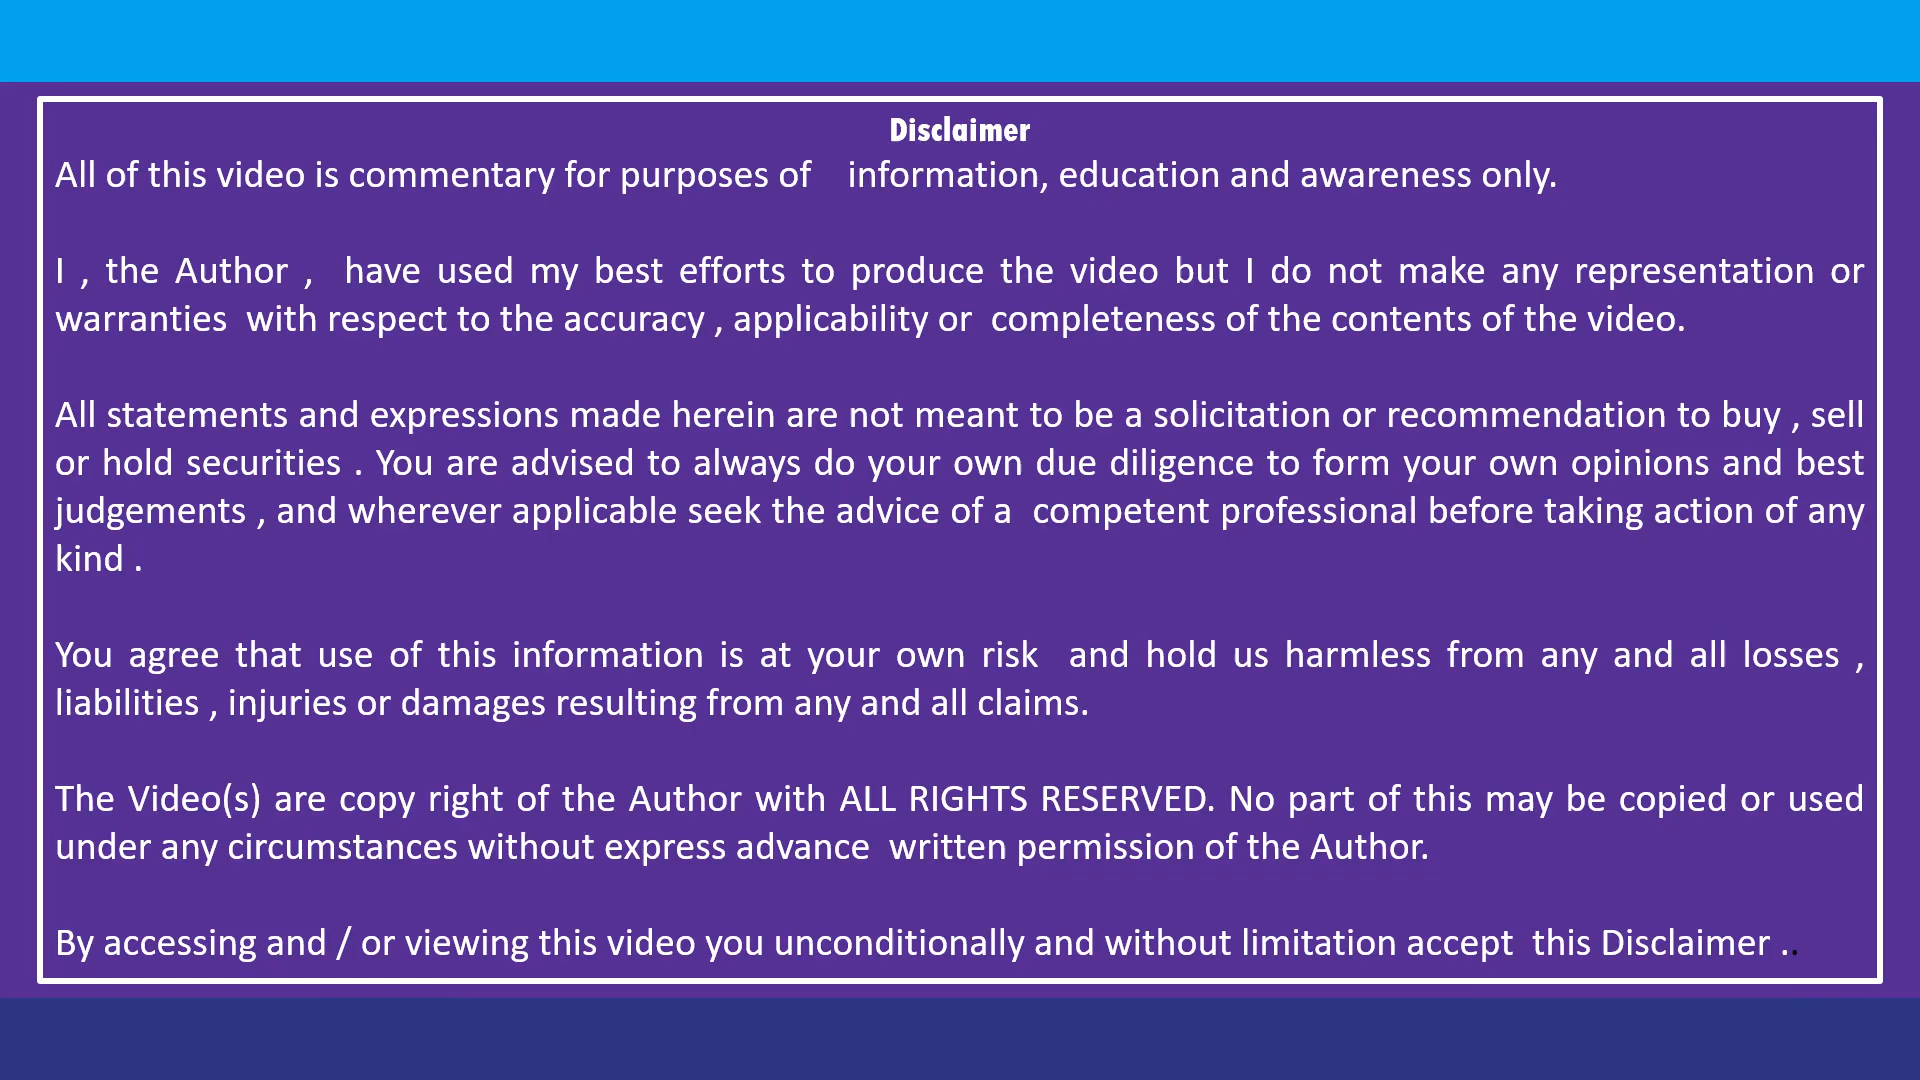 Disclaimer
All of this video is commentary for purposes of    information, education and awareness only.
I , the Author ,  have used my best efforts to produce the video but I do not make any representation or
warranties  with respect to the accuracy , applicability or  completeness of the contents of the video.
All statements and expressions made herein are not meant to be a solicitation or recommendation to buy , sell
or hold securities . You are advised to always do your own due diligence to form your own opinions and best
judgements , and wherever applicable seek the advice of a  competent professional before taking action of any
kind .
You agree that use of this information is at your own risk  and hold us harmless from any and all losses ,
liabilities , injuries or damages resulting from any and all claims.
The Video(s) are copy right of the Author with ALL RIGHTS RESERVED. No part of this may be copied or used
under any circumstances without express advance  written permission of the Author.
By accessing and / or viewing this video you unconditionally and without limitation accept  this Disclaimer ..